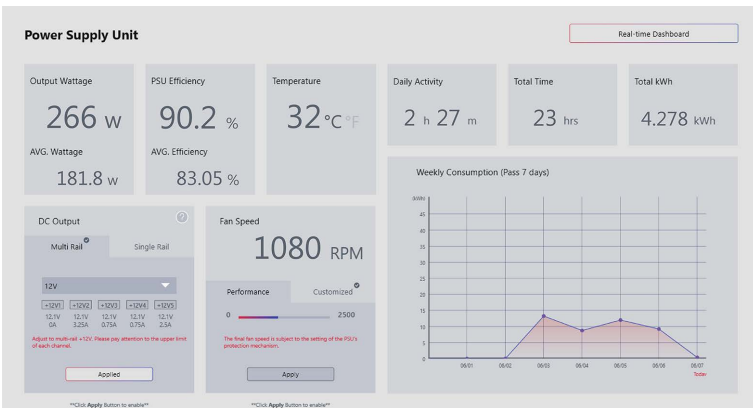 Power Supply Unit
Real-time Dashboard
Output Wattage
266 W
AVG. Wattage
181.8 w
PSU Efficiency
90.2 %
AVG. Efficiency
83.05 %
Temperature
32 °C °F
Daily Activity
2 h 27 m
Total Time
23 hrs
Total kWh
4.278 kWh
DC Output
?
Multi Rail
Single Rail
12V
+12V1 +12V2 +12V3 +12V4 +12V5
12.1V 12.1V 12.1V 12.1V 12.1V
0A 3.25A 0.75A 0.75A 2.5A
Adjust to multi-rail +12V. Please pay attention to the upper limit
of each channel.
Applied
**Click Apply Button to enable**
Fan Speed
1080 RPM
Performance
Customized
0 2500
The final fan speed is subject to the setting of the PSU's
protection mechanism.
Apply
**Click Apply Button to enable**
Weekly Consumption (Pass 7 days)
(kWh)
45
40
35
30
25
20
15
10
5
0
06/01 06/02 06/03 06/04 06/05 06/06 06/07
Today